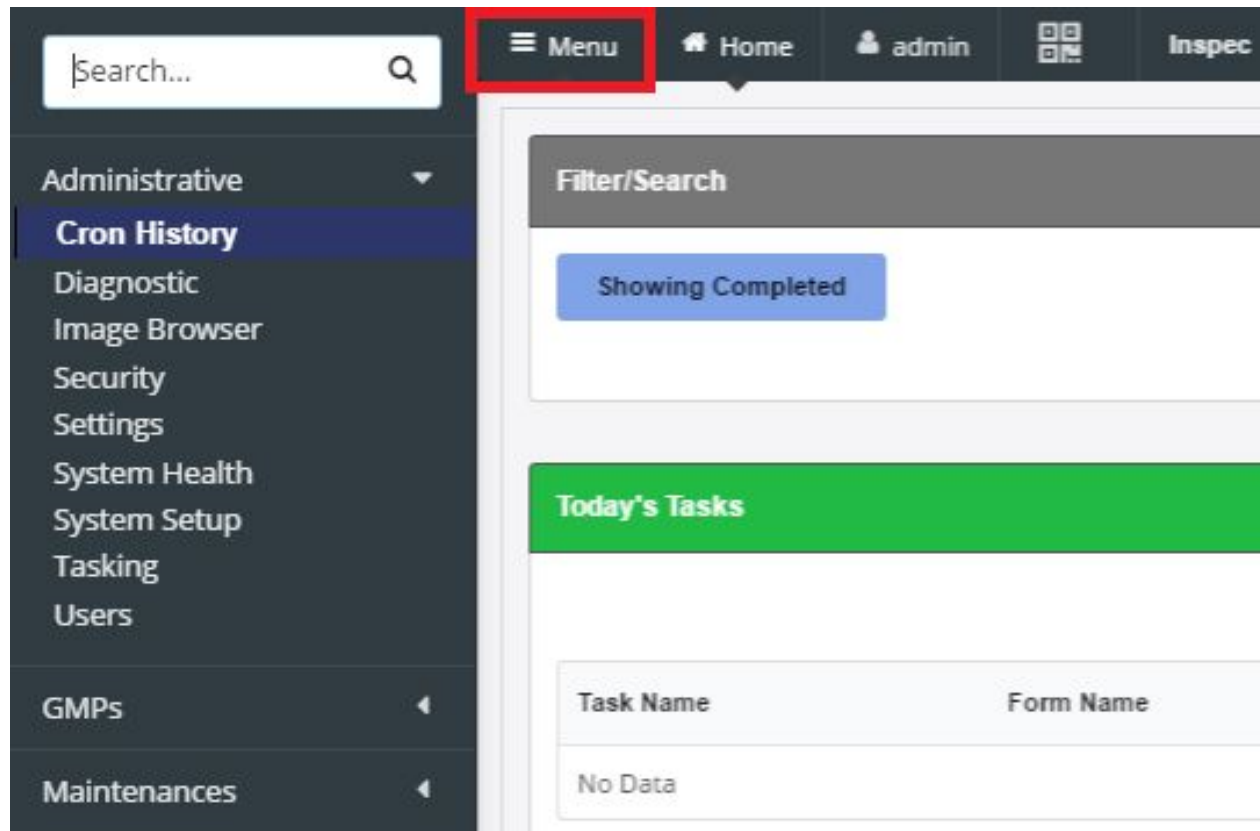 Search...
Menu Home admin Inspec
Administrative
Cron History
Diagnostic
Image Browser
Security
Settings
System Health
System Setup
Tasking
Users
GMPs
Maintenances
Filter/Search
Showing Completed
Today's Tasks
Task Name Form Name
No Data